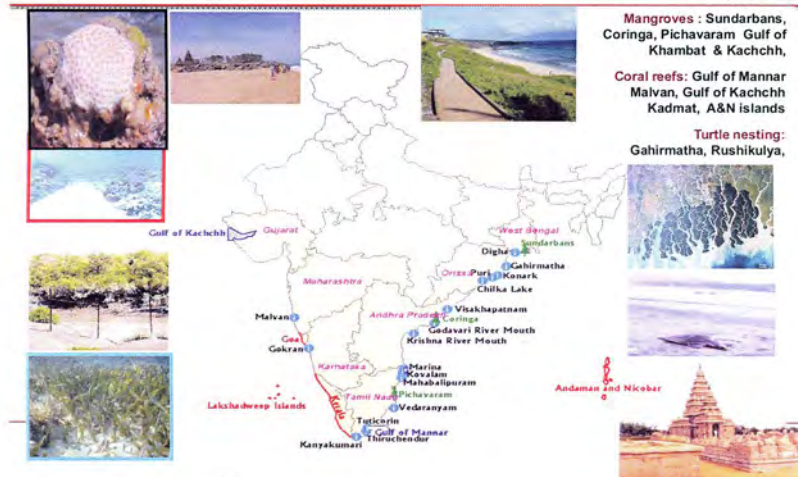 Mangroves : Sundarbans,
Coringa, Pichavaram Gulf of
Khambat & Kachchh,
Coral reefs: Gulf of Mannar
Malvan, Gulf of Kachchh
Kadmat, A&N islands
Turtle nesting:
Gahirmatha, Rushikulya,
Gulf of Kachchh
Gujarat
West Bengal
Sundarbans
Digha
Gahirmatha
Orissa
Puri
Konark
Chilka Lake
Moharashtra
Visakhapatnam
Andhra Pradesh
Coringa
Godavari River Mouth
Krishna River Mouth
Malvan
Goa
Gokran
Karnataka
Marina
Kovalam
Mahabalipuram
Pichavaram
Tamil Nadu
Vedaranyam
Andaman and Nicobar
Lakshadweep Islands
Kerala
Tuticorin
Gulf of Mannar
Thiruchendur
Kanyakumari